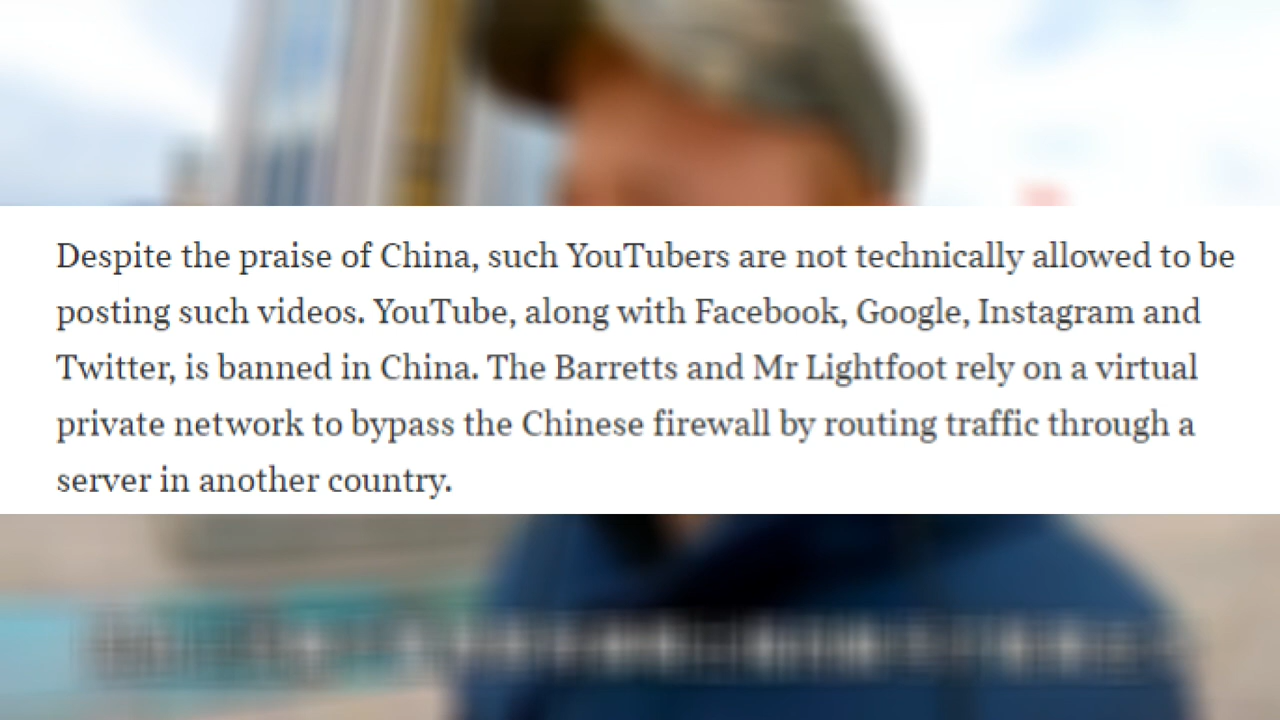 Despite the praise of China, such YouTubers are not technically allowed to be
posting such videos. YouTube, along with Facebook, Google, Instagram and
Twitter, is banned in China. The Barretts and Mr Lightfoot rely on a virtual
private network to bypass the Chinese firewall by routing traffic through a
server in another country.